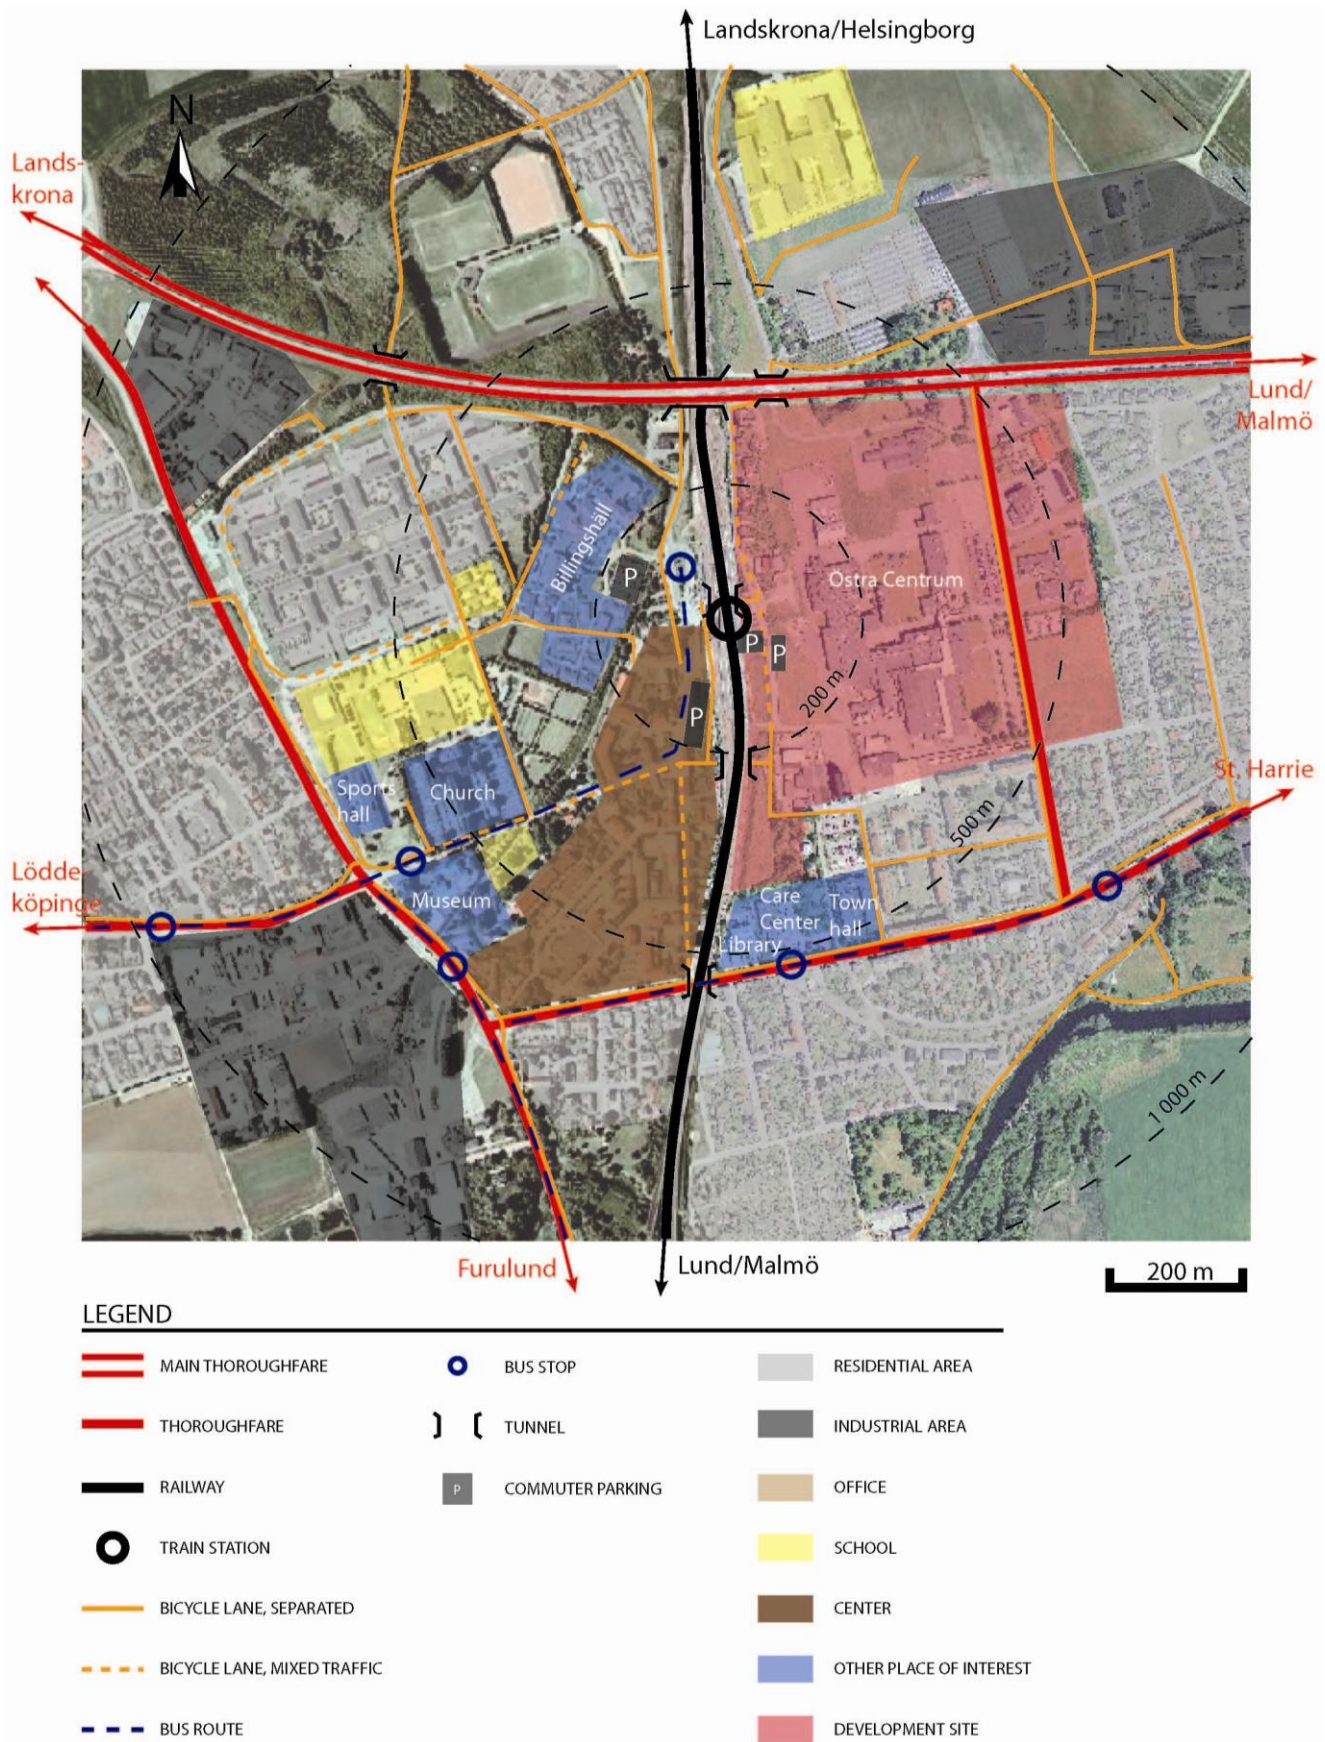 Landskrona/Helsingborg
N
Lands-
krona
Lund/
Malmö
Billingshäll
P
Östra Centrum
P
P
P
200 m
Sports
hall
Church
St. Harrie
500 m
Lödde-
köpinge
Museum
Care
Center
Town
hall
Library
1 000 m
Furulund
Lund/Malmö
200 m
LEGEND
MAIN THOROUGHFARE
BUS STOP
RESIDENTIAL AREA
THOROUGHFARE
TUNNEL
INDUSTRIAL AREA
RAILWAY
P
COMMUTER PARKING
OFFICE
TRAIN STATION
SCHOOL
BICYCLE LANE, SEPARATED
CENTER
BICYCLE LANE, MIXED TRAFFIC
OTHER PLACE OF INTEREST
BUS ROUTE
DEVELOPMENT SITE